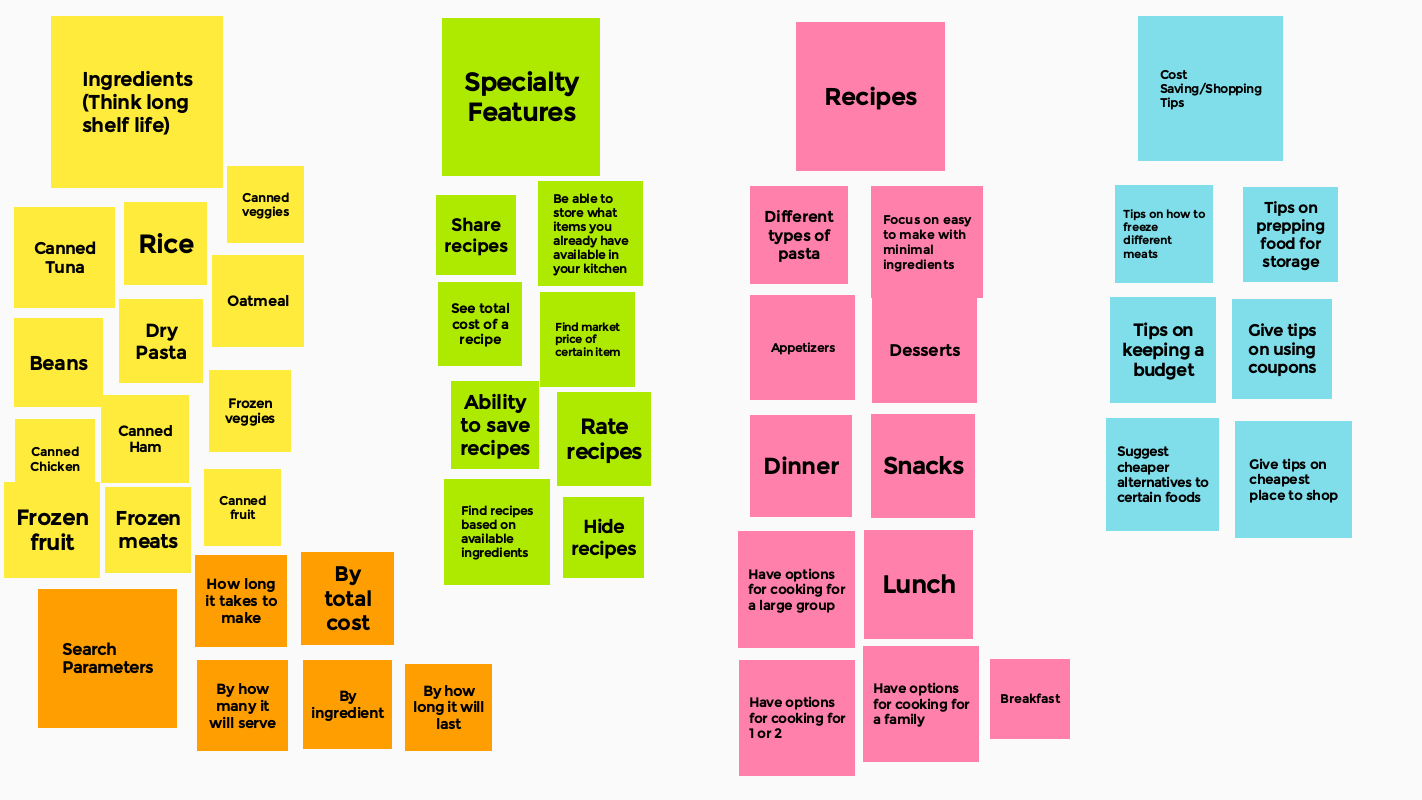 Ingredients
(Think long
shelf life)
Canned
veggies
Canned
Tuna
Rice
Oatmeal
Beans
Dry
Pasta
Frozen
veggies
Canned
Chicken
Canned
Ham
Canned
fruit
Frozen
fruit
Frozen
meats
Search
Parameters
How long
it takes to
make
By
total
cost
By how
many it
will serve
By
ingredient
By how
long it will
last
Specialty
Features
Share
recipes
Be able to
store what
items you
already have
available in
your kitchen
See total
cost of a
recipe
Find market
price of
certain item
Ability
to save
recipes
Rate
recipes
Find recipes
based on
available
ingredients
Hide
recipes
Recipes
Different
types of
pasta
Focus on easy
to make with
minimal
ingredients
Appetizers
Desserts
Dinner
Snacks
Have options
for cooking for
a large group
Lunch
Have options
for cooking for
1 or 2
Have options
for cooking for
a family
Breakfast
Cost
Saving/Shopping
Tips
Tips on how to
freeze
different
meats
Tips on
prepping
food for
storage
Tips on
keeping a
budget
Give tips
on using
coupons
Suggest
cheaper
alternatives to
certain foods
Give tips on
cheapest
place to shop